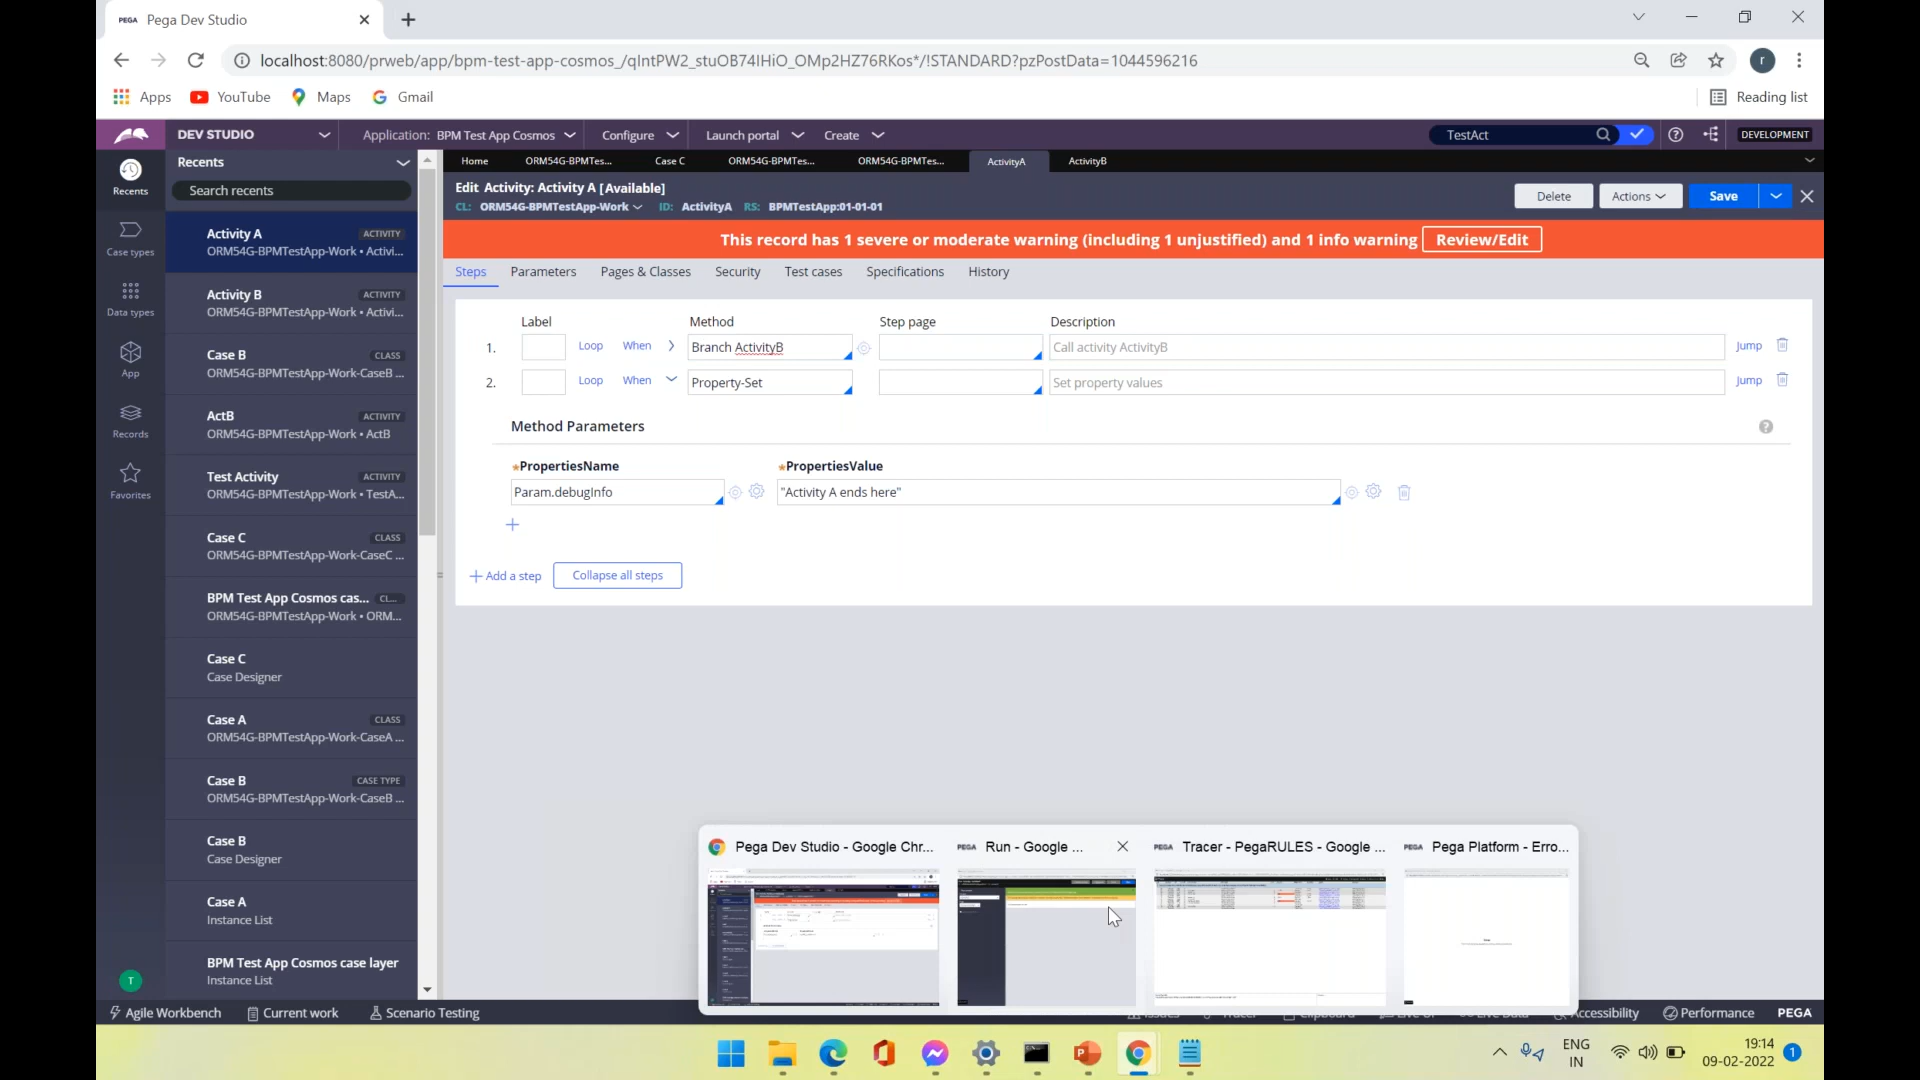 PEGA Pega Dev Studio
localhost:8080/prweb/app/bpm-test-app-cosmos_/qIntPW2_stuOB74IHiO_OMp2HZ76RKos*/!STANDARD?pzPostData=1044596216
r
Apps YouTube Maps Gmail Reading list
DEV STUDIO Application: BPM Test App Cosmos Configure Launch portal Create TestAct DEVELOPMENT
Recents
Search recents
Home ORM54G-BPMTes... Case C ORM54G-BPMTes... ORM54G-BPMTes... ActivityA ActivityB
Edit Activity: Activity A [Available]
CL: ORM54G-BPMTestApp-Work ID: ActivityA RS: BPMTestApp:01-01-01
Delete Actions Save
This record has 1 severe or moderate warning (including 1 unjustified) and 1 info warning Review/Edit
Steps Parameters Pages & Classes Security Test cases Specifications History
Label Method Step page Description
1. Loop When Branch ActivityB Call activity ActivityB Jump
2. Loop When Property-Set Set property values Jump
Method Parameters
*PropertiesName *PropertiesValue
Param.debugInfo "Activity A ends here"
Add a step Collapse all steps
Recents
Case types
Data types
App
Records
Favorites
T
Activity A ACTIVITY
ORM54G-BPMTestApp-Work • Activi...
Activity B ACTIVITY
ORM54G-BPMTestApp-Work • Activi...
Case B CLASS
ORM54G-BPMTestApp-Work-CaseB ...
ActB ACTIVITY
ORM54G-BPMTestApp-Work • ActB
Test Activity ACTIVITY
ORM54G-BPMTestApp-Work • TestA...
Case C CLASS
ORM54G-BPMTestApp-Work-CaseC ...
BPM Test App Cosmos cas... CL...
ORM54G-BPMTestApp-Work • ORM...
Case C
Case Designer
Case A CLASS
ORM54G-BPMTestApp-Work-CaseA ...
Case B CASE TYPE
ORM54G-BPMTestApp-Work-CaseB ...
Case B
Case Designer
Case A
Instance List
BPM Test App Cosmos case layer
Instance List
Pega Dev Studio - Google Chr... PEGA Run - Google ... PEGA Tracer - PegaRULES - Google ... PEGA Pega Platform - Erro...
Agile Workbench Current work Scenario Testing Accessibility Performance PEGA
ENG
IN
19:14
09-02-2022
1